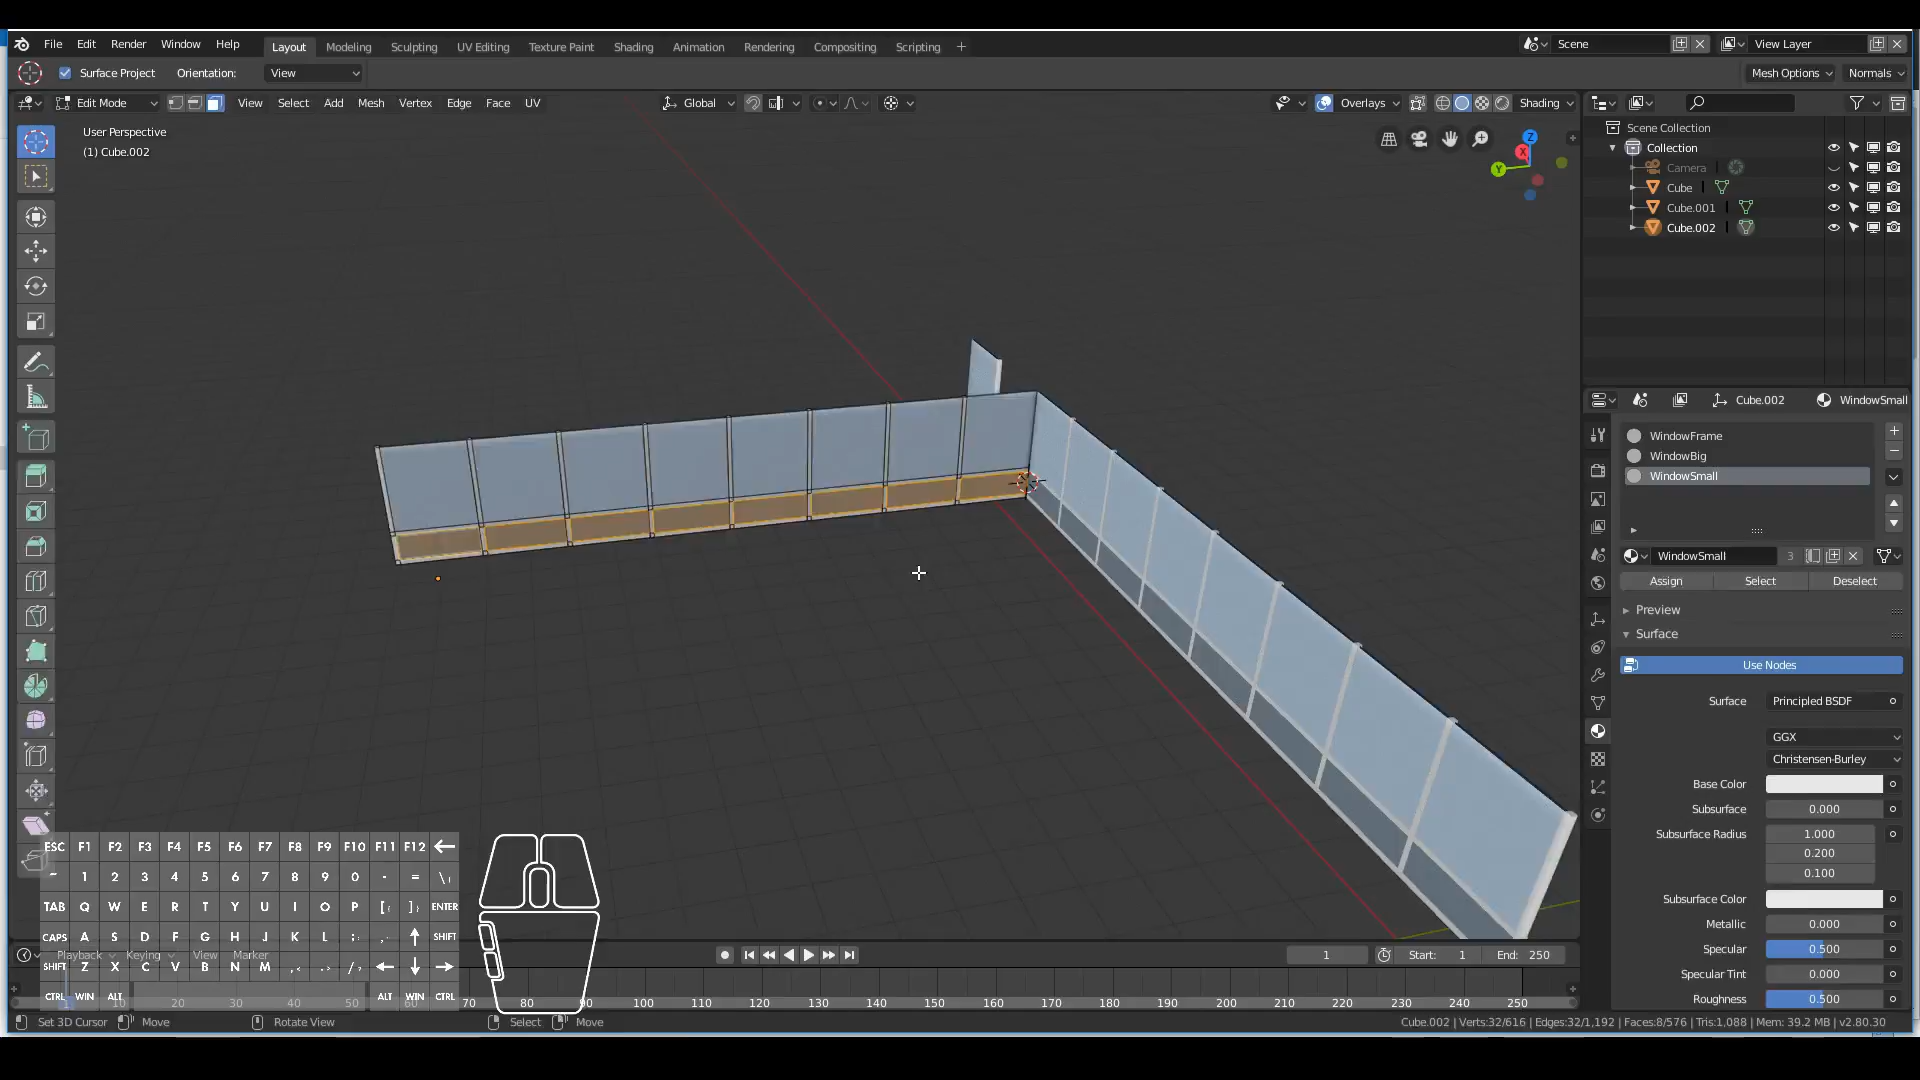 File Edit Render Window Help Layout Modeling Sculpting UV Editing Texture Paint Shading Animation Rendering Compositing Scripting + Scene View Layer
Surface Project Orientation: View Mesh Options Normals
Edit Mode View Select Add Mesh Vertex Edge Face UV Global Overlays Shading
User Perspective
(1) Cube.002
Z
X
Y
Scene Collection
Collection
Camera
Cube
Cube.001
Cube.002
Cube.002 WindowSmall
WindowFrame
WindowBig
WindowSmall
WindowSmall 3
Assign Select Deselect
Preview
Surface
Use Nodes
Surface Principled BSDF
GGX
Christensen-Burley
Base Color
Subsurface 0.000
Subsurface Radius 1.000
0.200
0.100
Subsurface Color
Metallic 0.000
Specular 0.500
Specular Tint 0.000
Roughness 0.500
ESC F1 F2 F3 F4 F5 F6 F7 F8 F9 F10 F11 F12
~ 1 2 3 4 5 6 7 8 9 0 - = \|
TAB Q W E R T Y U I O P [{ ]} ENTER
CAPS A S D F G H J K L ;: ,. SHIFT
Playback Keying View Marker 1 Start: 1 End: 250
SHIFT Z X C V B N M ,< .> /?
CTRL WIN ALT ALT WIN CTRL
1 20 30 40 50 60 70 80 90 100 110 120 130 140 150 160 170 180 190 200 210 220 230 240 250
Set 3D Cursor Move Rotate View Select Move Cube.002 | Verts:32/616 | Edges:32/1,192 | Faces:8/576 | Tris:1,088 | Mem: 39.2 MB | v2.80.30